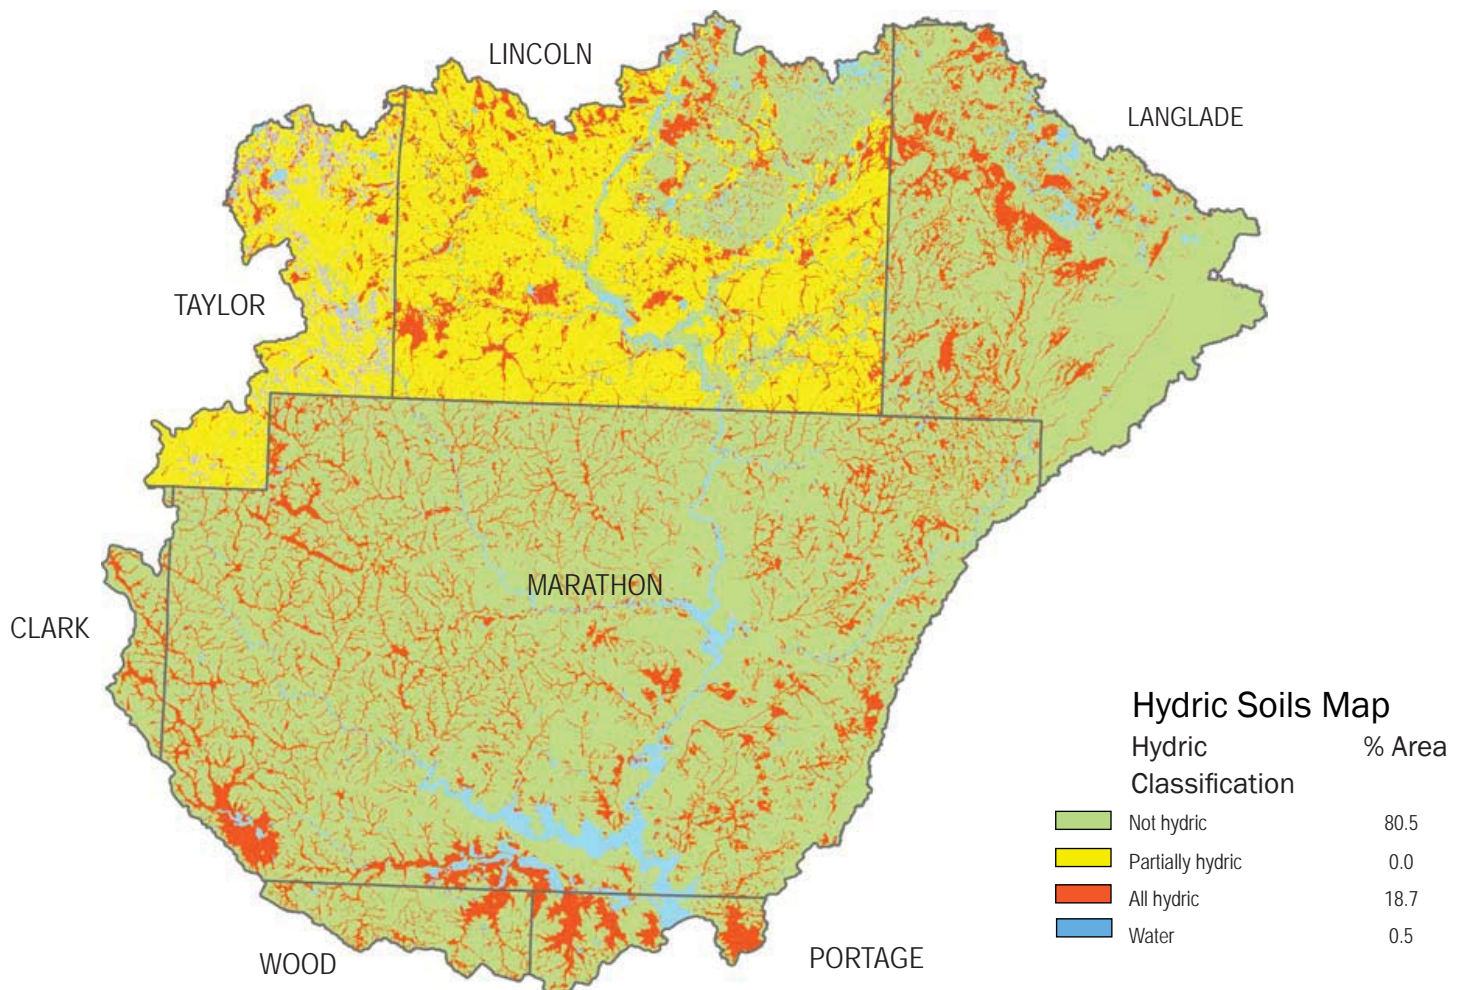 LINCOLN
LANGLADE
TAYLOR
MARATHON
CLARK
WOOD
PORTAGE
Hydric Soils Map
Hydric % Area
Classification
Not hydric 80.5
Partially hydric 0.0
All hydric 18.7
Water 0.5